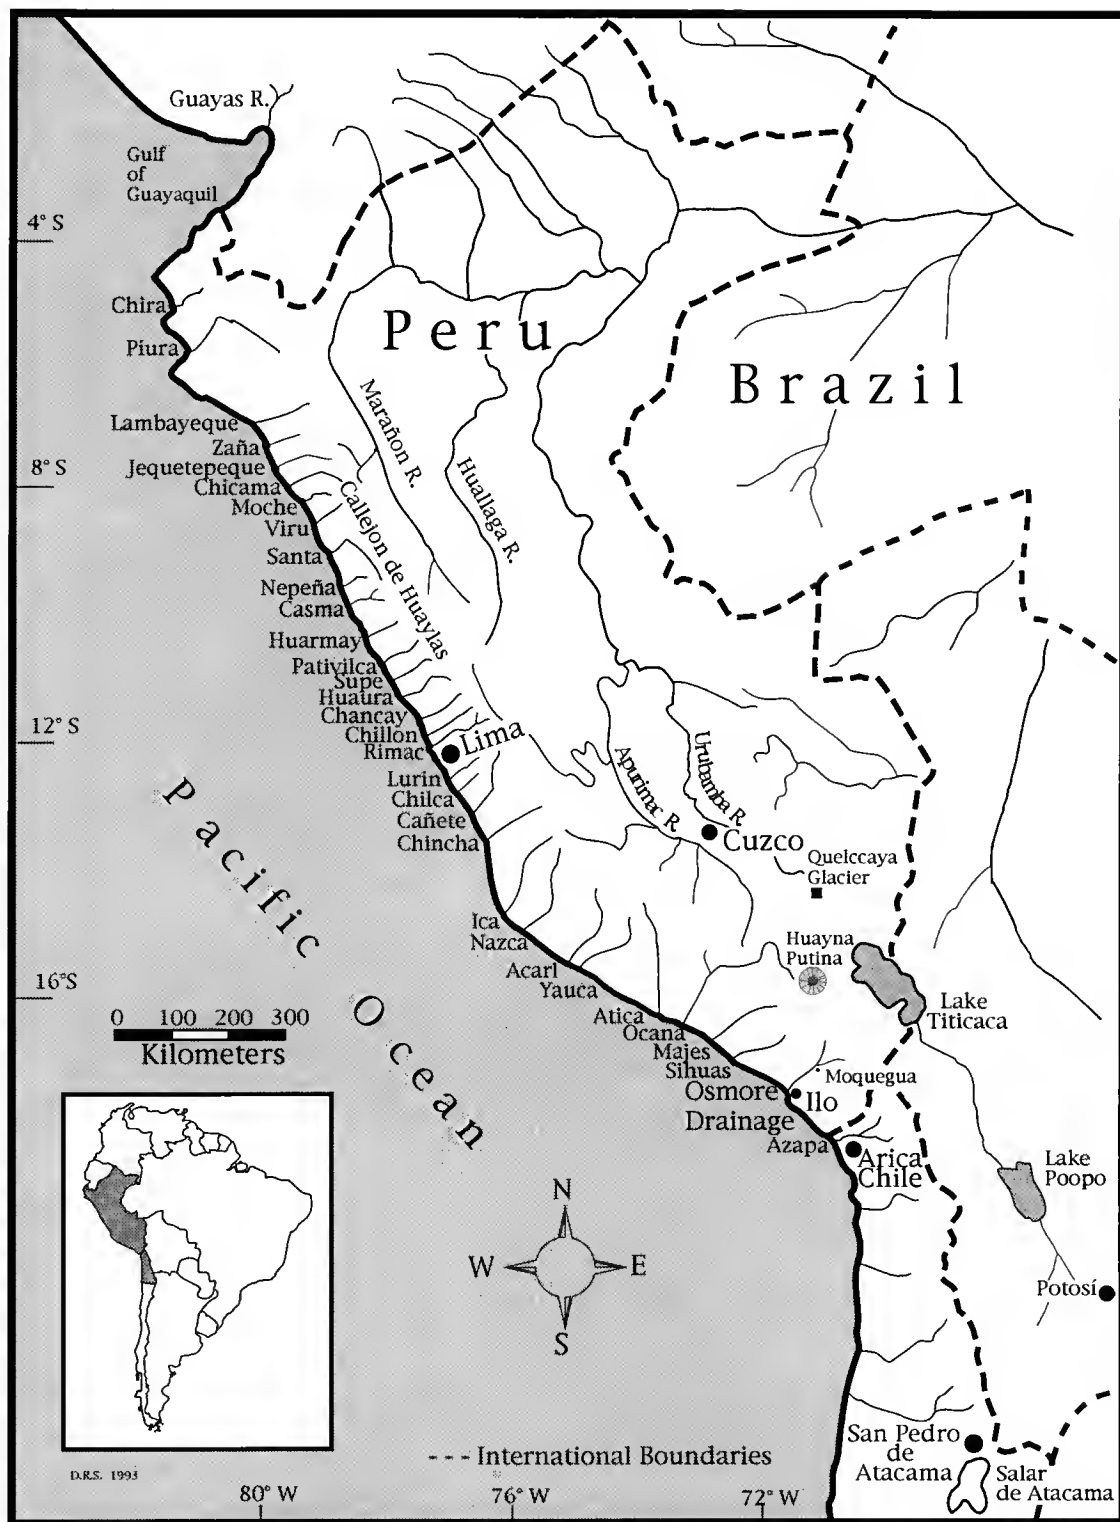 Guayas R.
Gulf
of
Guayaquil
4° S
Chira
Piura
Peru
Brazil
Marañon R.
Huallaga R.
Callejon de Huaylas
Lambayeque
Zaña
8° S
Jequetepeque
Chicama
Moche
Viru
Santa
Nepeña
Casma
Huarmay
Pativilca
Supe
Huaura
Chancay
12° S
Chillon
Rimac
Lima
Lurin
Chilca
Cañete
Chincha
Apurimac R.
Urubamba R.
Cuzco
Quelccaya
Glacier
Pacific Ocean
Ica
Nazca
Huayna
Putina
Acarl
Yauca
16°S
Lake
Titicaca
Atica
Ocana
Majes
Sihuas
0 100 200 300
Kilometers
Moquegua
Osmore
Drainage
Ilo
Azapa
Arica
Chile
Lake
Poopo
N
W E
S
Potosí
San Pedro
de
Atacama
Salar
de Atacama
--- International Boundaries
D.R.S. 1993
80° W
76° W
72° W